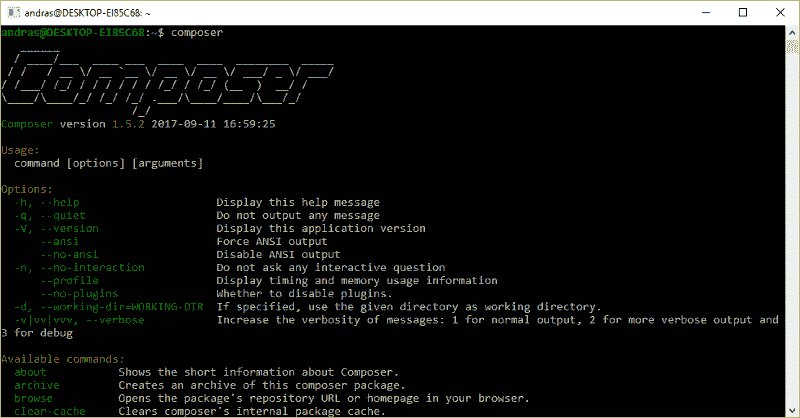 andras@DESKTOP-EI85C68: ~
andras@DESKTOP-EI85C68:~$ composer
Composer
Composer version 1.5.2 2017-09-11 16:59:25
Usage:
command [options] [arguments]
Options:
-h, --help Display this help message
-q, --quiet Do not output any message
-V, --version Display this application version
--ansi Force ANSI output
--no-ansi Disable ANSI output
-n, --no-interaction Do not ask any interactive question
--profile Display timing and memory usage information
--no-plugins Whether to disable plugins.
-d, --working-dir=WORKING-DIR If specified, use the given directory as working directory.
-v|vv|vvv, --verbose Increase the verbosity of messages: 1 for normal output, 2 for more verbose output and
3 for debug
Available commands:
about Shows the short information about Composer.
archive Creates an archive of this composer package.
browse Opens the package's repository URL or homepage in your browser.
clear-cache Clears composer's internal package cache.